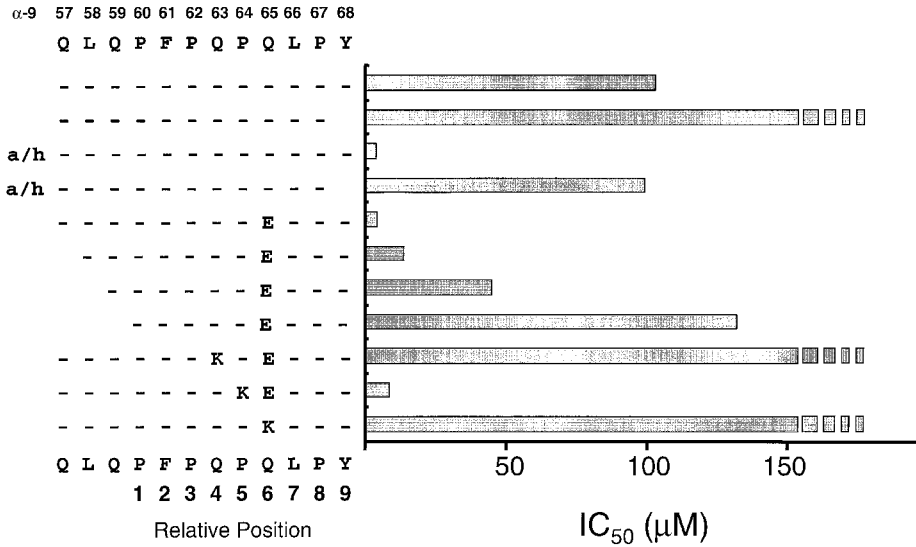 α-9 57 58 59 60 61 62 63 64 65 66 67 68
Q L Q P F P Q P Q L P Y
- - - - - - - - - - - -
- - - - - - - - - - -
a/h - - - - - - - - - - - -
a/h - - - - - - - - - - -
- - - - - - - - E - - -
- - - - - - - E - - -
- - - - - - E - - -
- - - - - E - - -
- - - - - - K - E - - -
- - - - - - - K E - - -
- - - - - - - - K - - -
Q L Q P F P Q P Q L P Y
1 2 3 4 5 6 7 8 9
Relative Position
50 100 150
IC50 (μM)